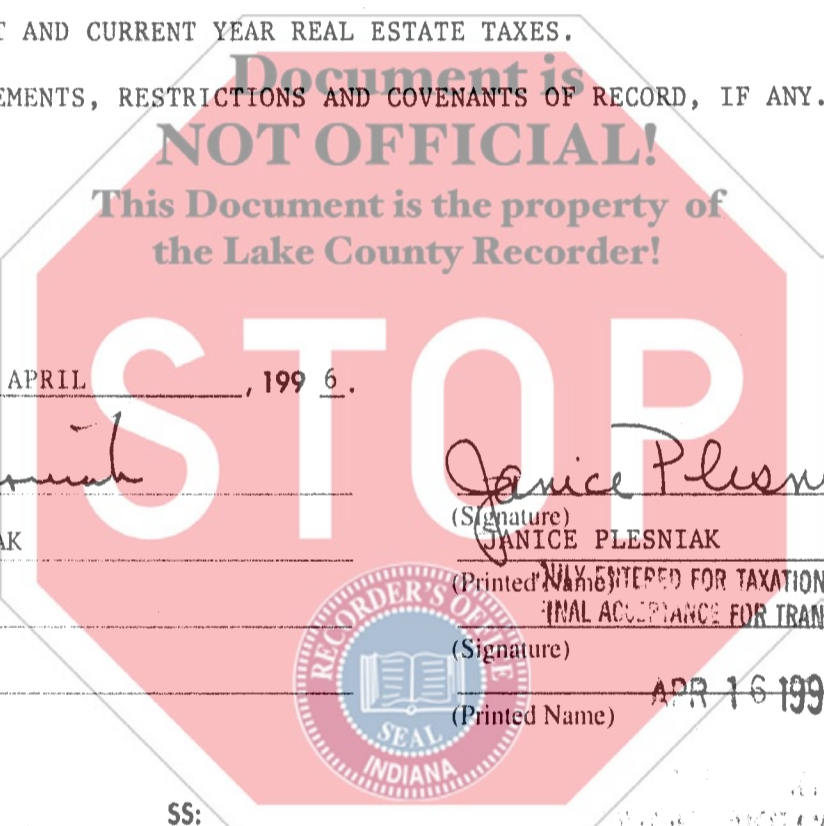 T AND CURRENT YEAR REAL ESTATE TAXES.
Document is
EMENTS, RESTRICTIONS AND COVENANTS OF RECORD, IF ANY.
NOT OFFICIAL!
This Document is the property of
the Lake County Recorder!
STOP
APRIL , 199 6 .
Janice Plesn
(Signature)
AK
JANICE PLESNIAK
(Printed Name)
ENTERED FOR TAXATION
ACCEPTANCE FOR TRAN
(Signature)
APR 16 199
(Printed Name)
RECORDER'S OFFICE
SEAL
INDIANA
SS: